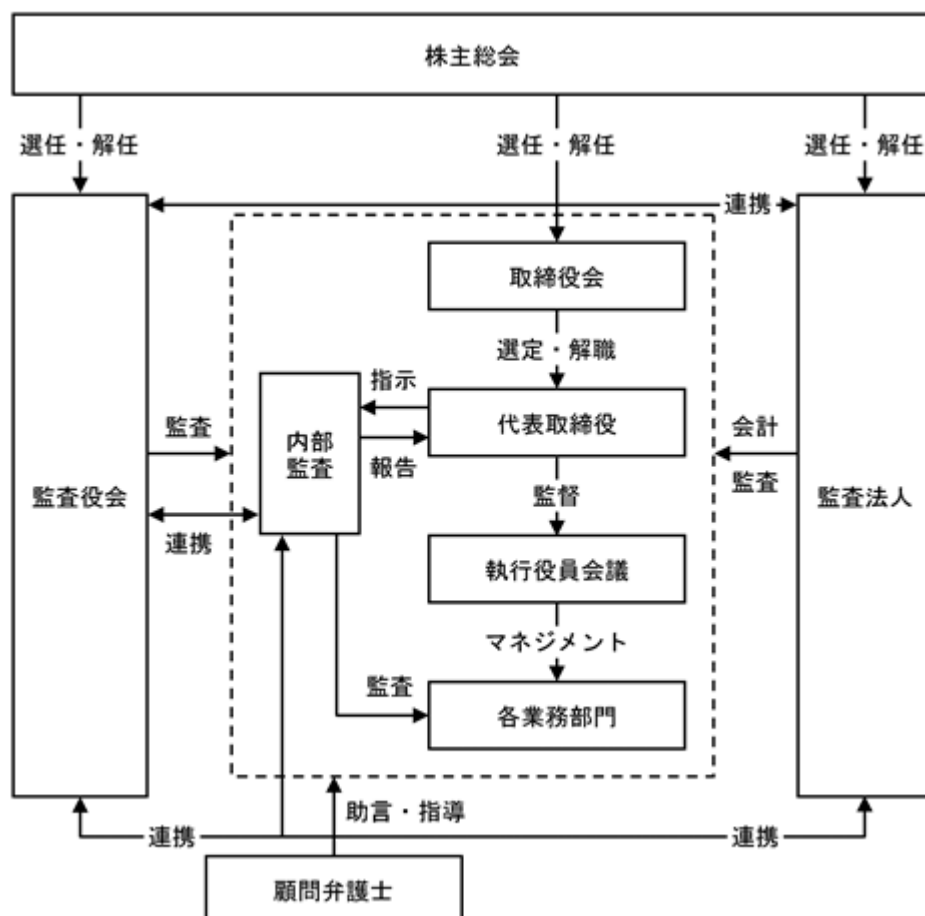 株主総会
選任・解任
選任・解任
選任・解任
連携
取締役会
選定・解職
指示
代表取締役
内部
監査
報告
監査
会計
監査
監査役会
監査法人
監督
連携
執行役員会議
マネジメント
監査
各業務部門
助言・指導
連携
連携
顧問弁護士